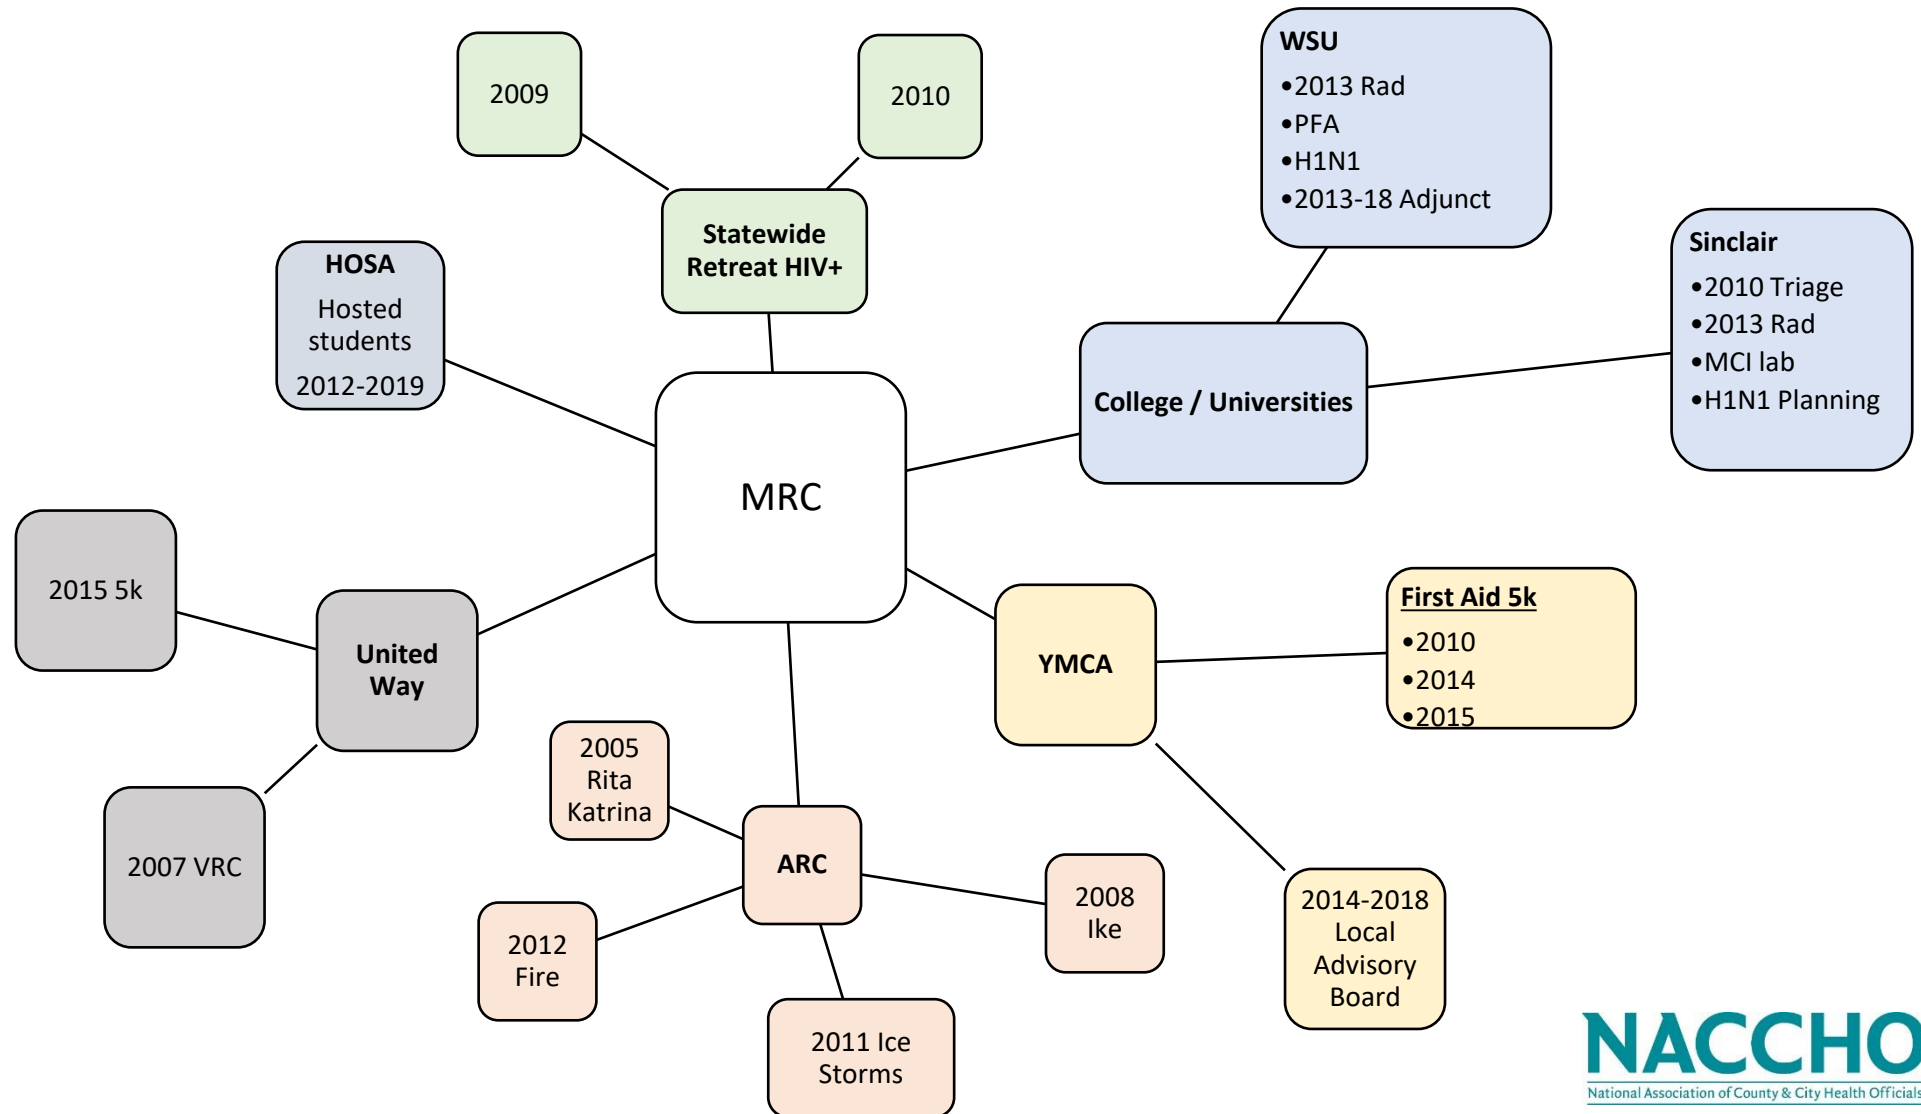 2009
2010
Statewide
Retreat HIV+
WSU
•2013 Rad
•PFA
•H1N1
•2013-18 Adjunct
Sinclair
•2010 Triage
•2013 Rad
•MCI lab
•H1N1 Planning
HOSA
Hosted
students
2012-2019
College / Universities
MRC
2015 5k
United
Way
2007 VRC
YMCA
First Aid 5k
•2010
•2014
•2015
2005
Rita
Katrina
ARC
2008
Ike
2012
Fire
2011 Ice
Storms
2014-2018
Local
Advisory
Board
NACCHO
National Association of County & City Health Officials